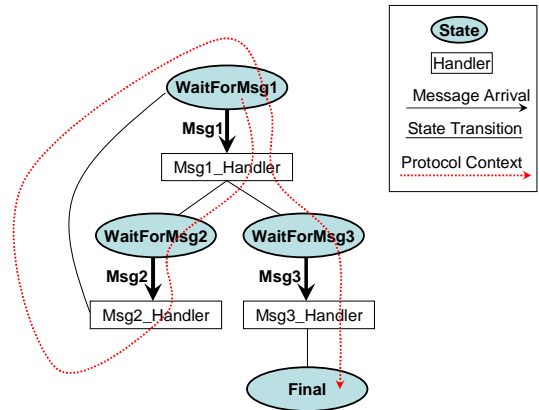 State
Handler
Message Arrival
State Transition
Protocol Context
WaitForMsg1
Msg1
Msg1_Handler
WaitForMsg2
WaitForMsg3
Msg2
Msg3
Msg2_Handler
Msg3_Handler
Final